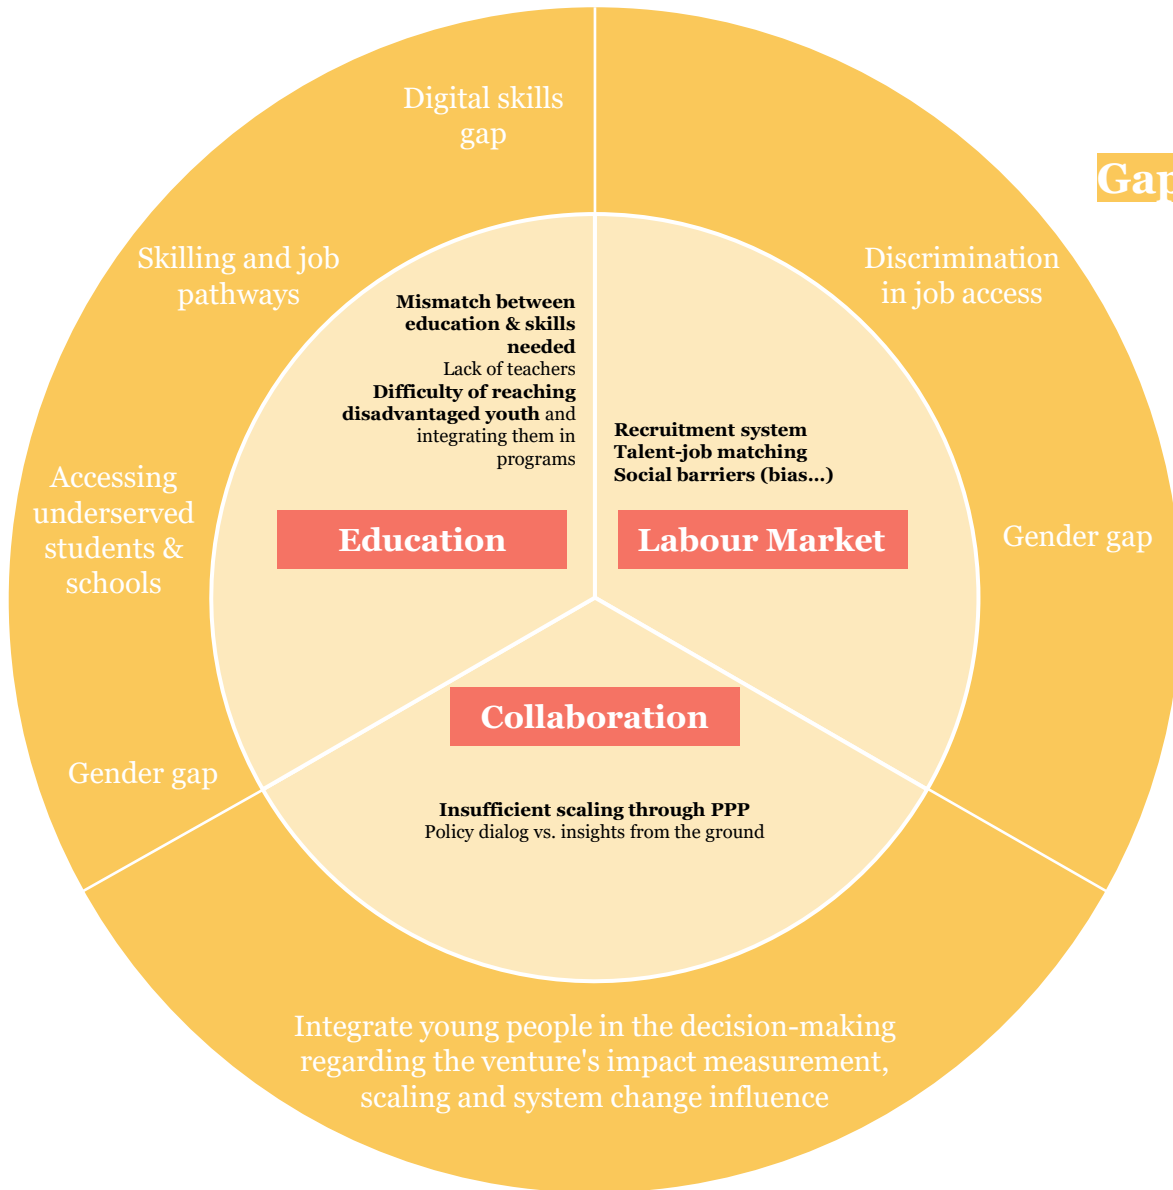 Digital skills
gap
Gap
Skilling and job
pathways
Discrimination
in job access
Mismatch between
education & skills
needed
Lack of teachers
Difficulty of reaching
disadvantaged youth and
integrating them in
programs
Recruitment system
Talent-job matching
Social barriers (bias...)
Accessing
underserved
students &
schools
Education
Labour Market
Gender gap
Collaboration
Gender gap
Insufficient scaling through PPP
Policy dialog vs. insights from the ground
Integrate young people in the decision-making
regarding the venture's impact measurement,
scaling and system change influence